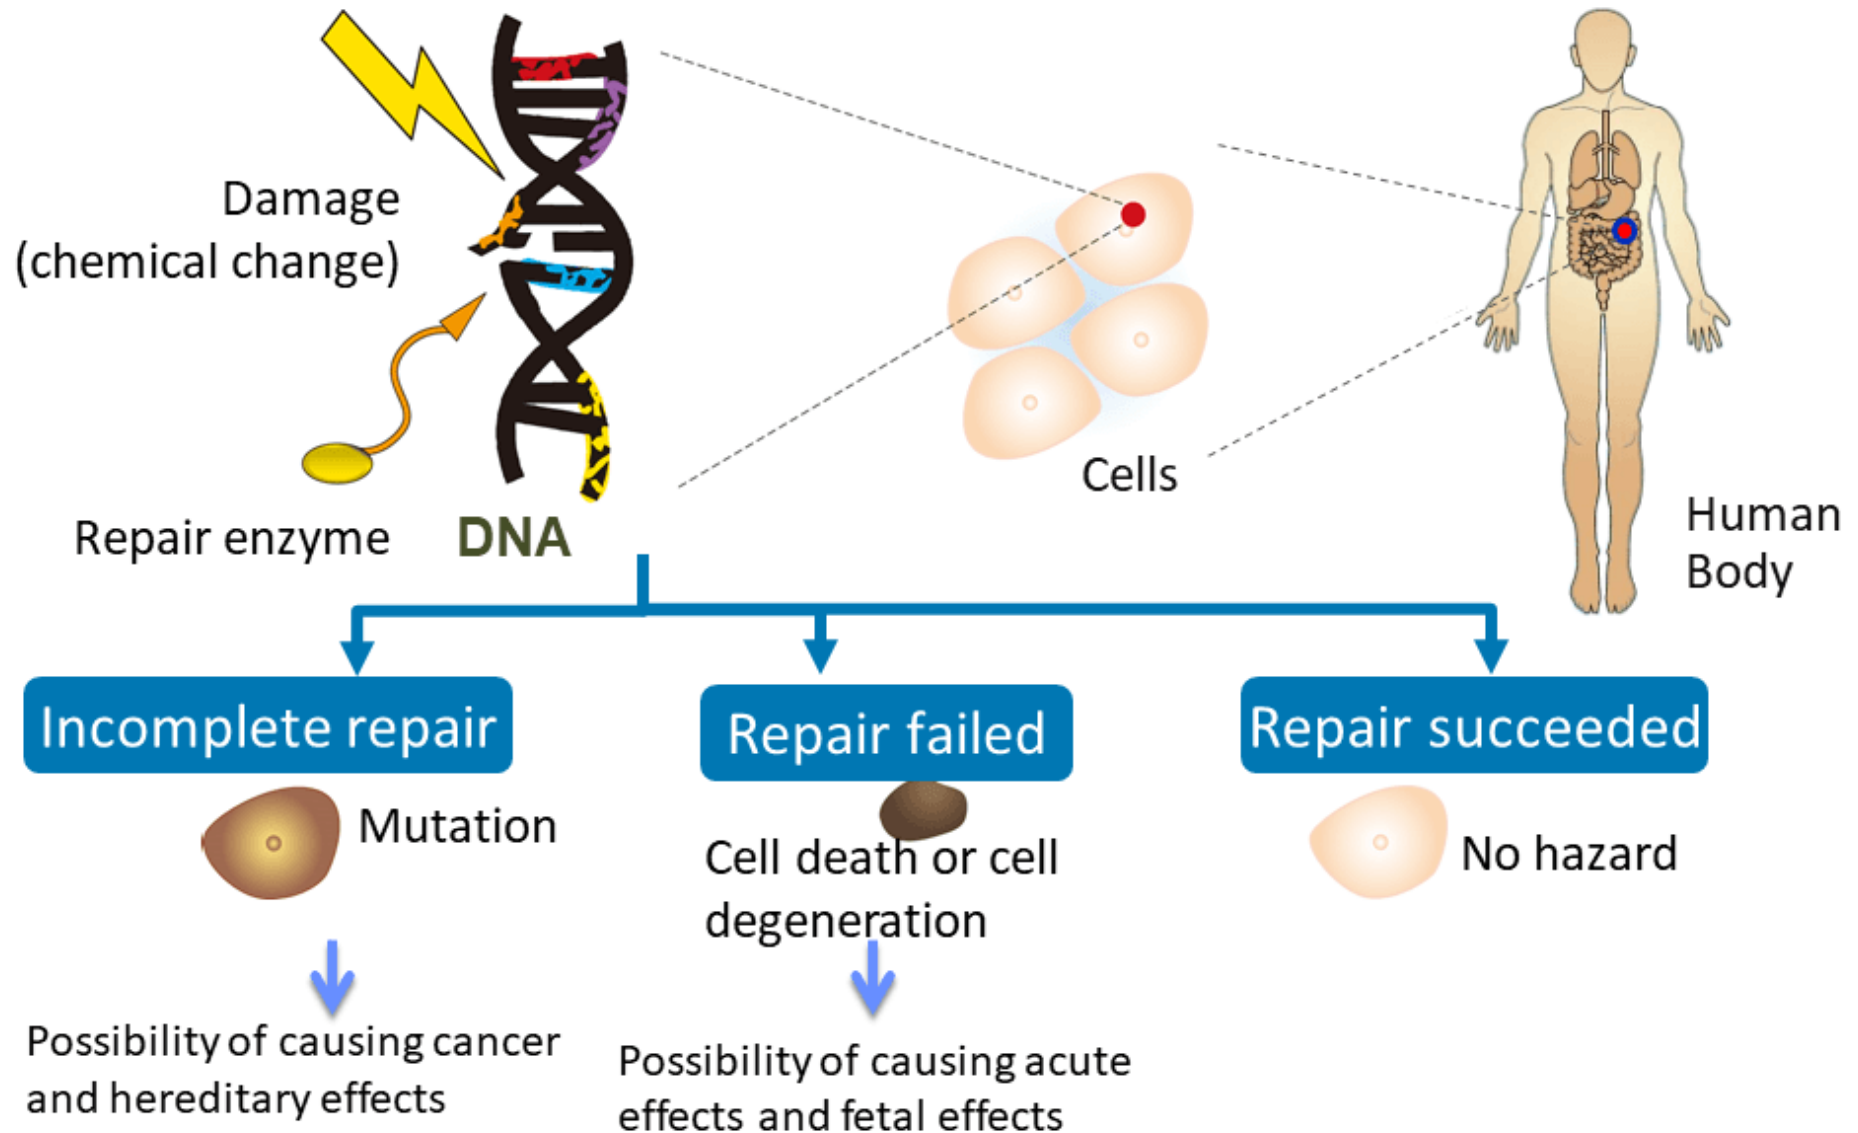 Damage
(chemical change)
Repair enzyme
DNA
Cells
Human
Body
Incomplete repair
Repair failed
Repair succeeded
Mutation
Cell death or cell
degeneration
No hazard
Possibility of causing cancer
and hereditary effects
Possibility of causing acute
effects and fetal effects